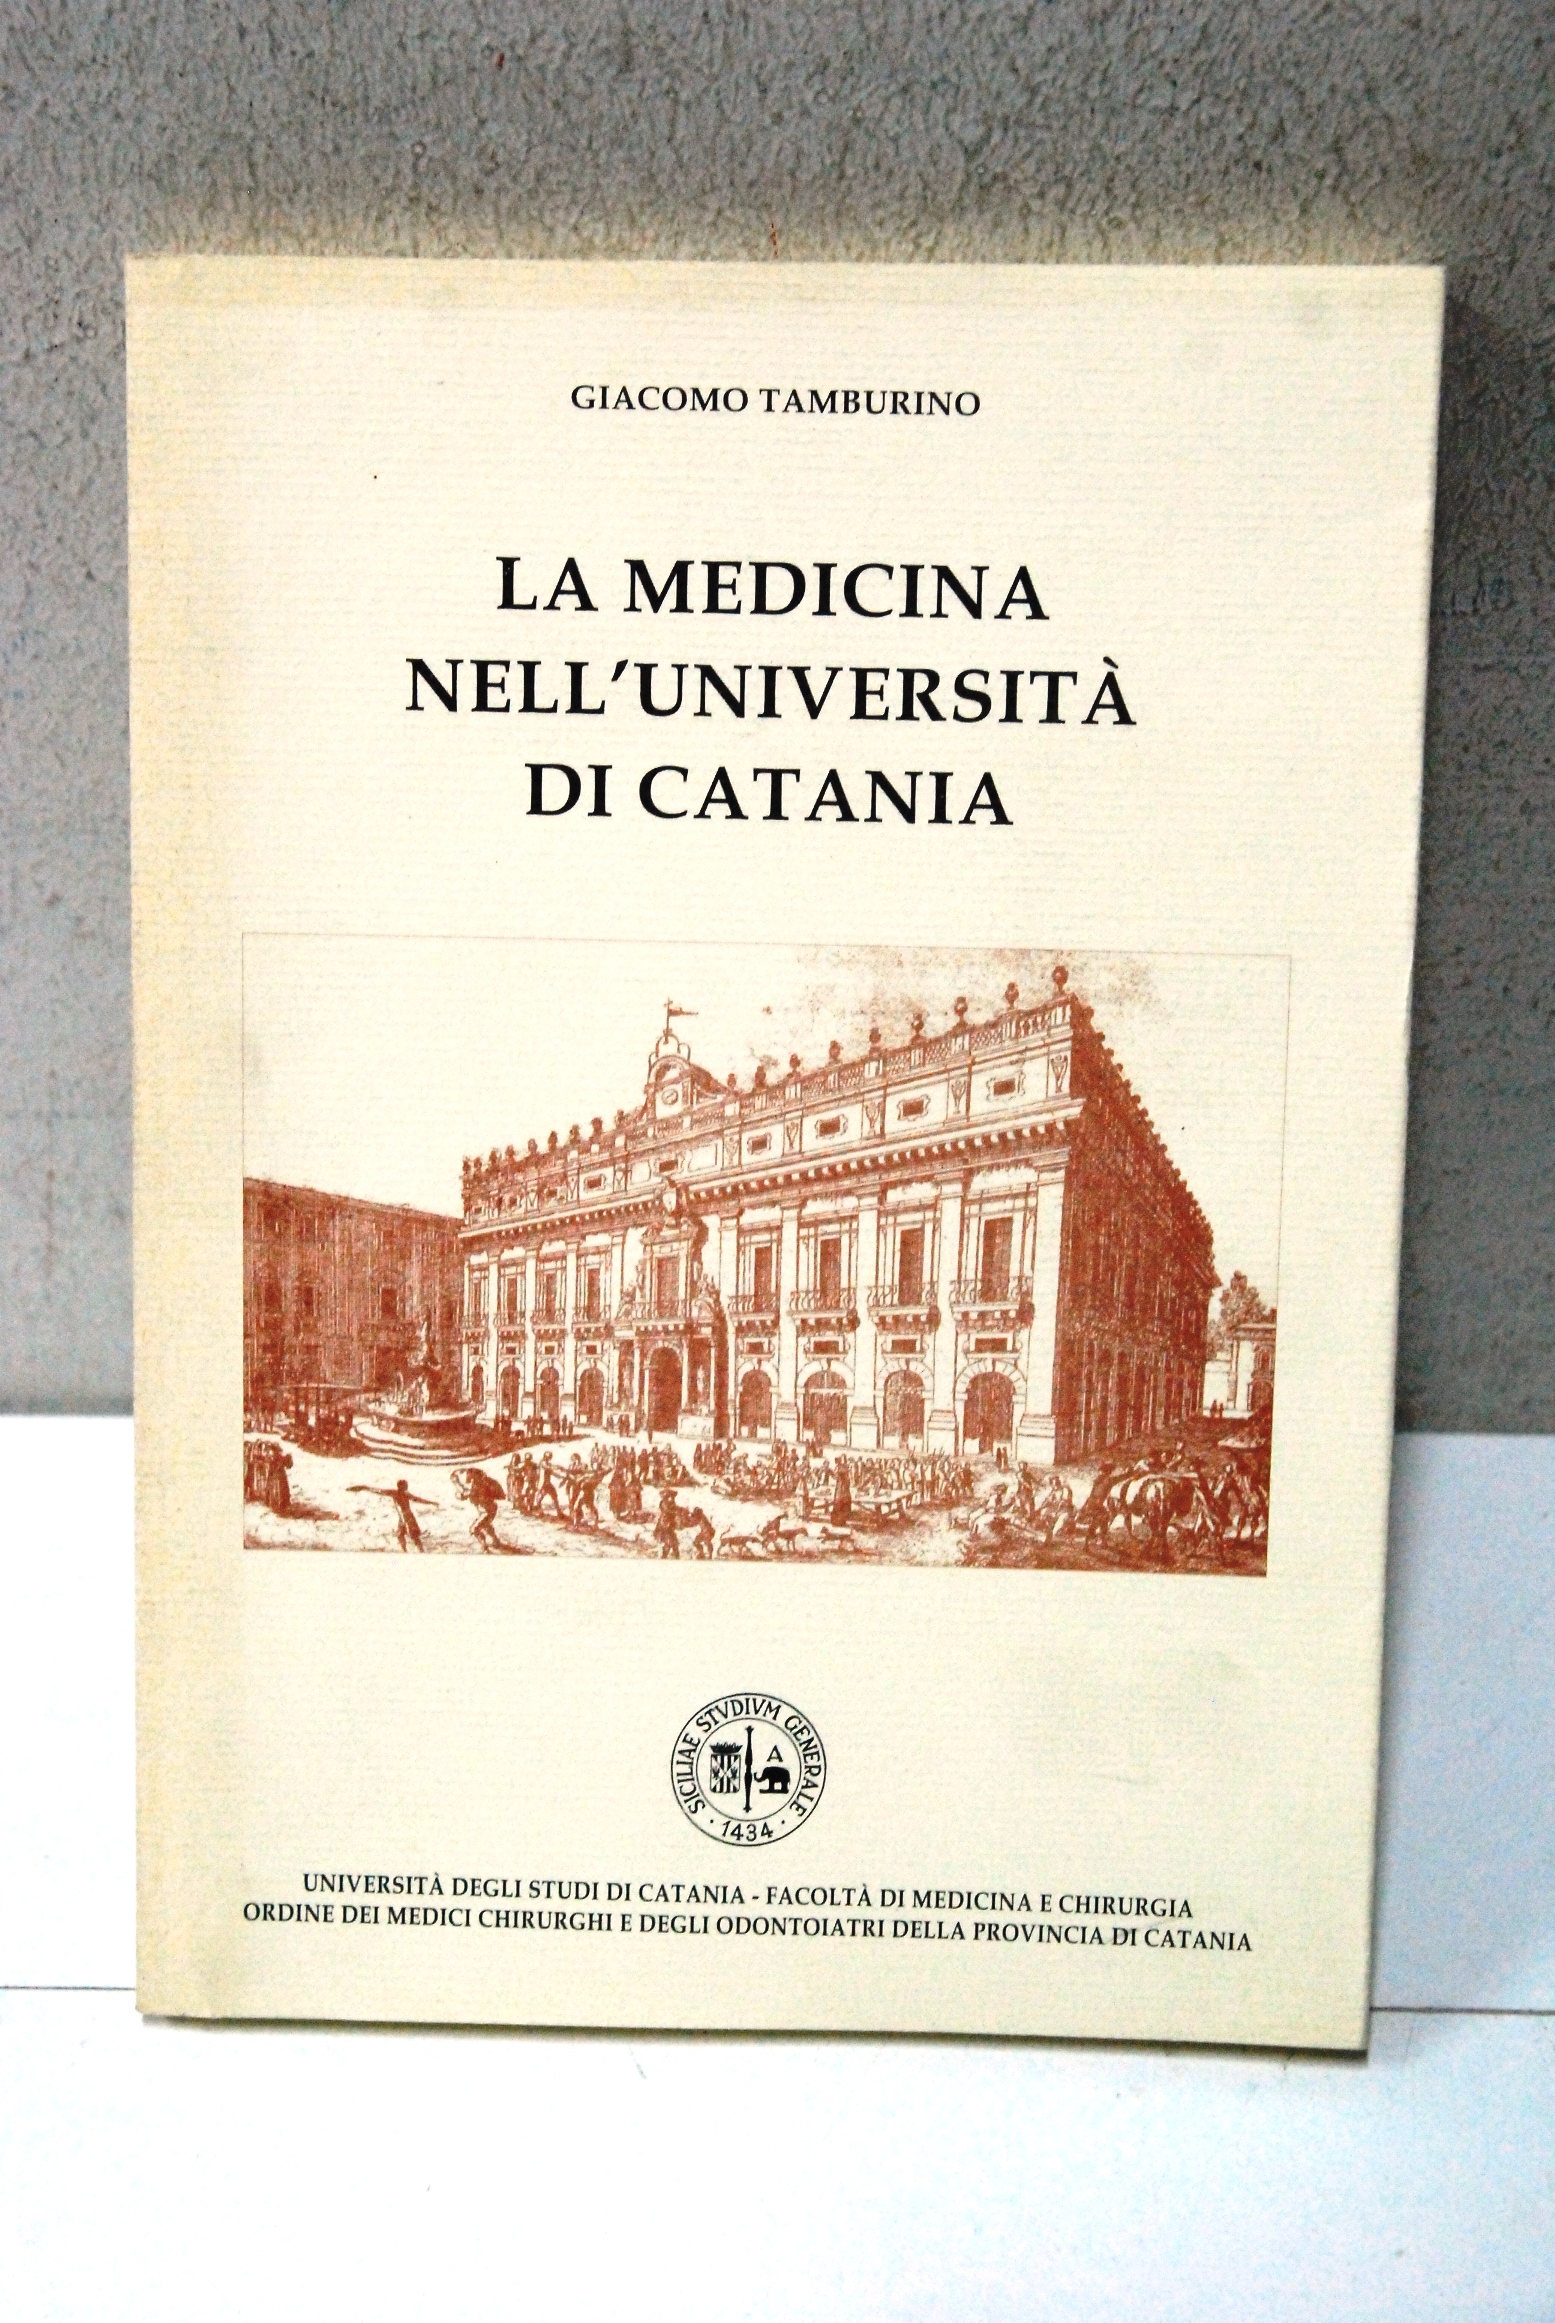 GIACOMO TAMBURINO
LA MEDICINA
NELL'UNIVERSITÀ
DI CATANIA
SICILIAE STVDIVM GENERALE
A
· 1434 ·
UNIVERSITÀ DEGLI STUDI DI CATANIA - FACOLTÀ DI MEDICINA E CHIRURGIA
ORDINE DEI MEDICI CHIRURGHI E DEGLI ODONTOIATRI DELLA PROVINCIA DI CATANIA